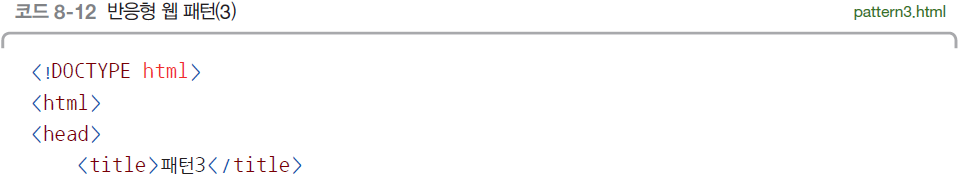 코드 8-12 반응형 웹 패턴(3) pattern3.html
<!DOCTYPE html>
<html>
<head>
<title>패턴3</title>